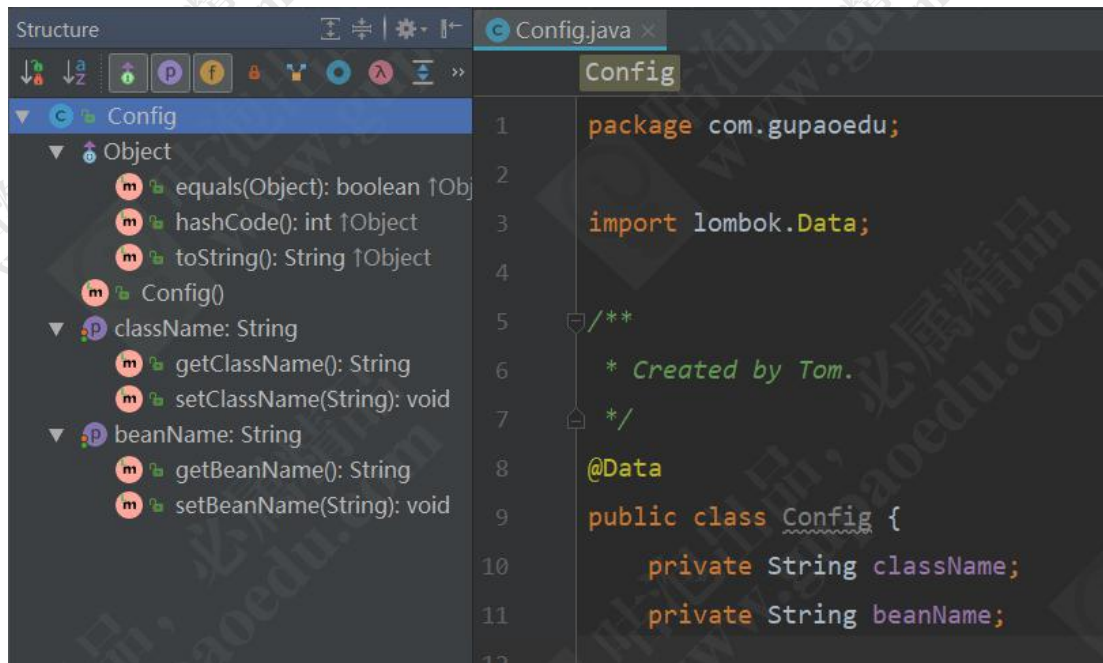 Structure
Config
Object
equals(Object): boolean ↑Obj
hashCode(): int ↑Object
toString(): String ↑Object
Config()
className: String
getClassName(): String
setClassName(String): void
beanName: String
getBeanName(): String
setBeanName(String): void
Config.java
Config
1 package com.gupaoedu;
2
3 import lombok.Data;
4
5 /**
6 * Created by Tom.
7 */
8 @Data
9 public class Config {
10 private String className;
11 private String beanName;
12